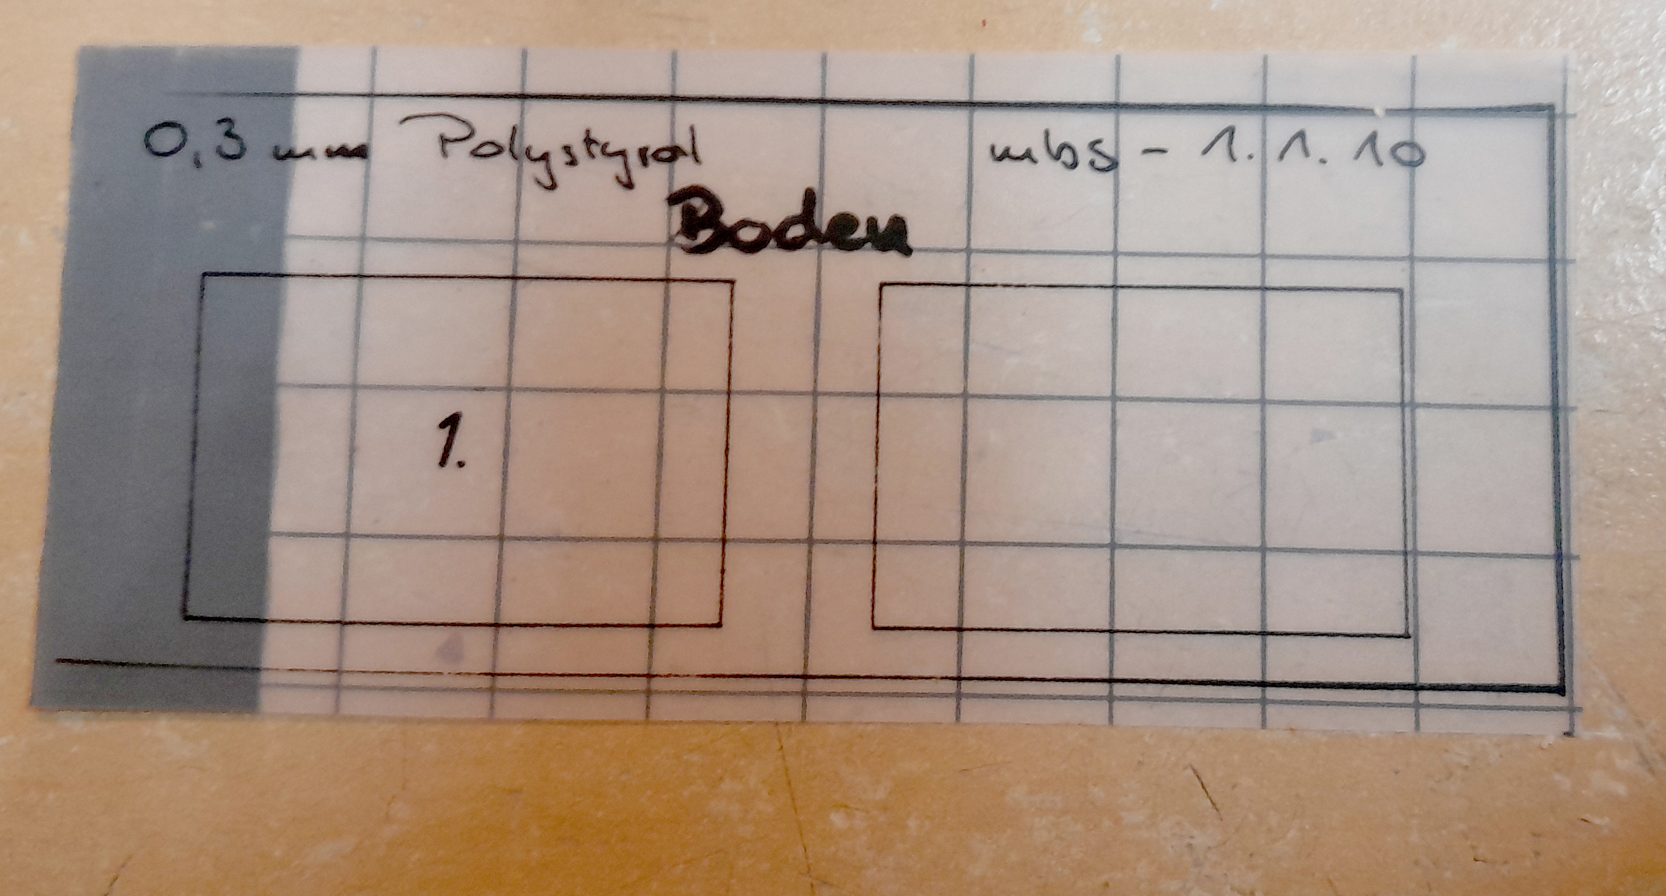 0,3 mm Polystyrol mbs - 1.1.10
Boden
1.